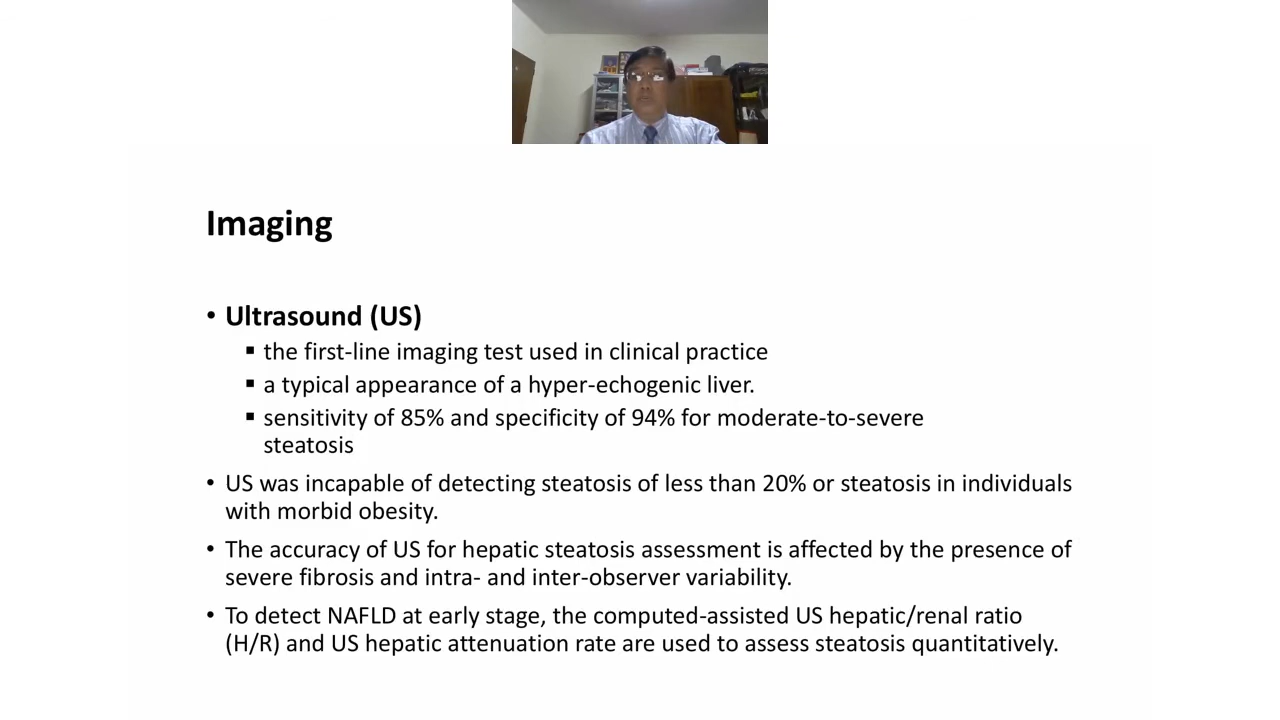 Imaging
• Ultrasound (US)
▪ the first-line imaging test used in clinical practice
▪ a typical appearance of a hyper-echogenic liver.
▪ sensitivity of 85% and specificity of 94% for moderate-to-severe
steatosis
• US was incapable of detecting steatosis of less than 20% or steatosis in individuals
with morbid obesity.
• The accuracy of US for hepatic steatosis assessment is affected by the presence of
severe fibrosis and intra- and inter-observer variability.
• To detect NAFLD at early stage, the computed-assisted US hepatic/renal ratio
(H/R) and US hepatic attenuation rate are used to assess steatosis quantitatively.